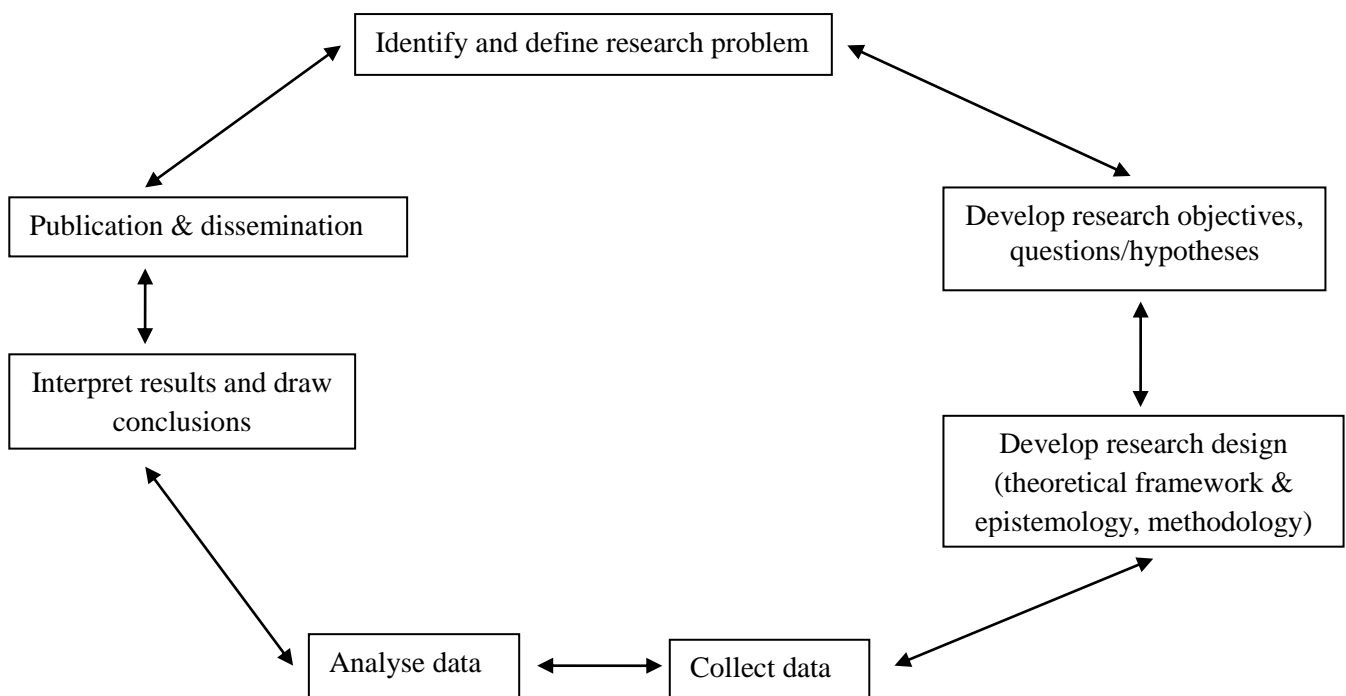 Identify and define research problem
Publication & dissemination
Develop research objectives,
questions/hypotheses
Interpret results and draw
conclusions
Develop research design
(theoretical framework &
epistemology, methodology)
Analyse data
Collect data